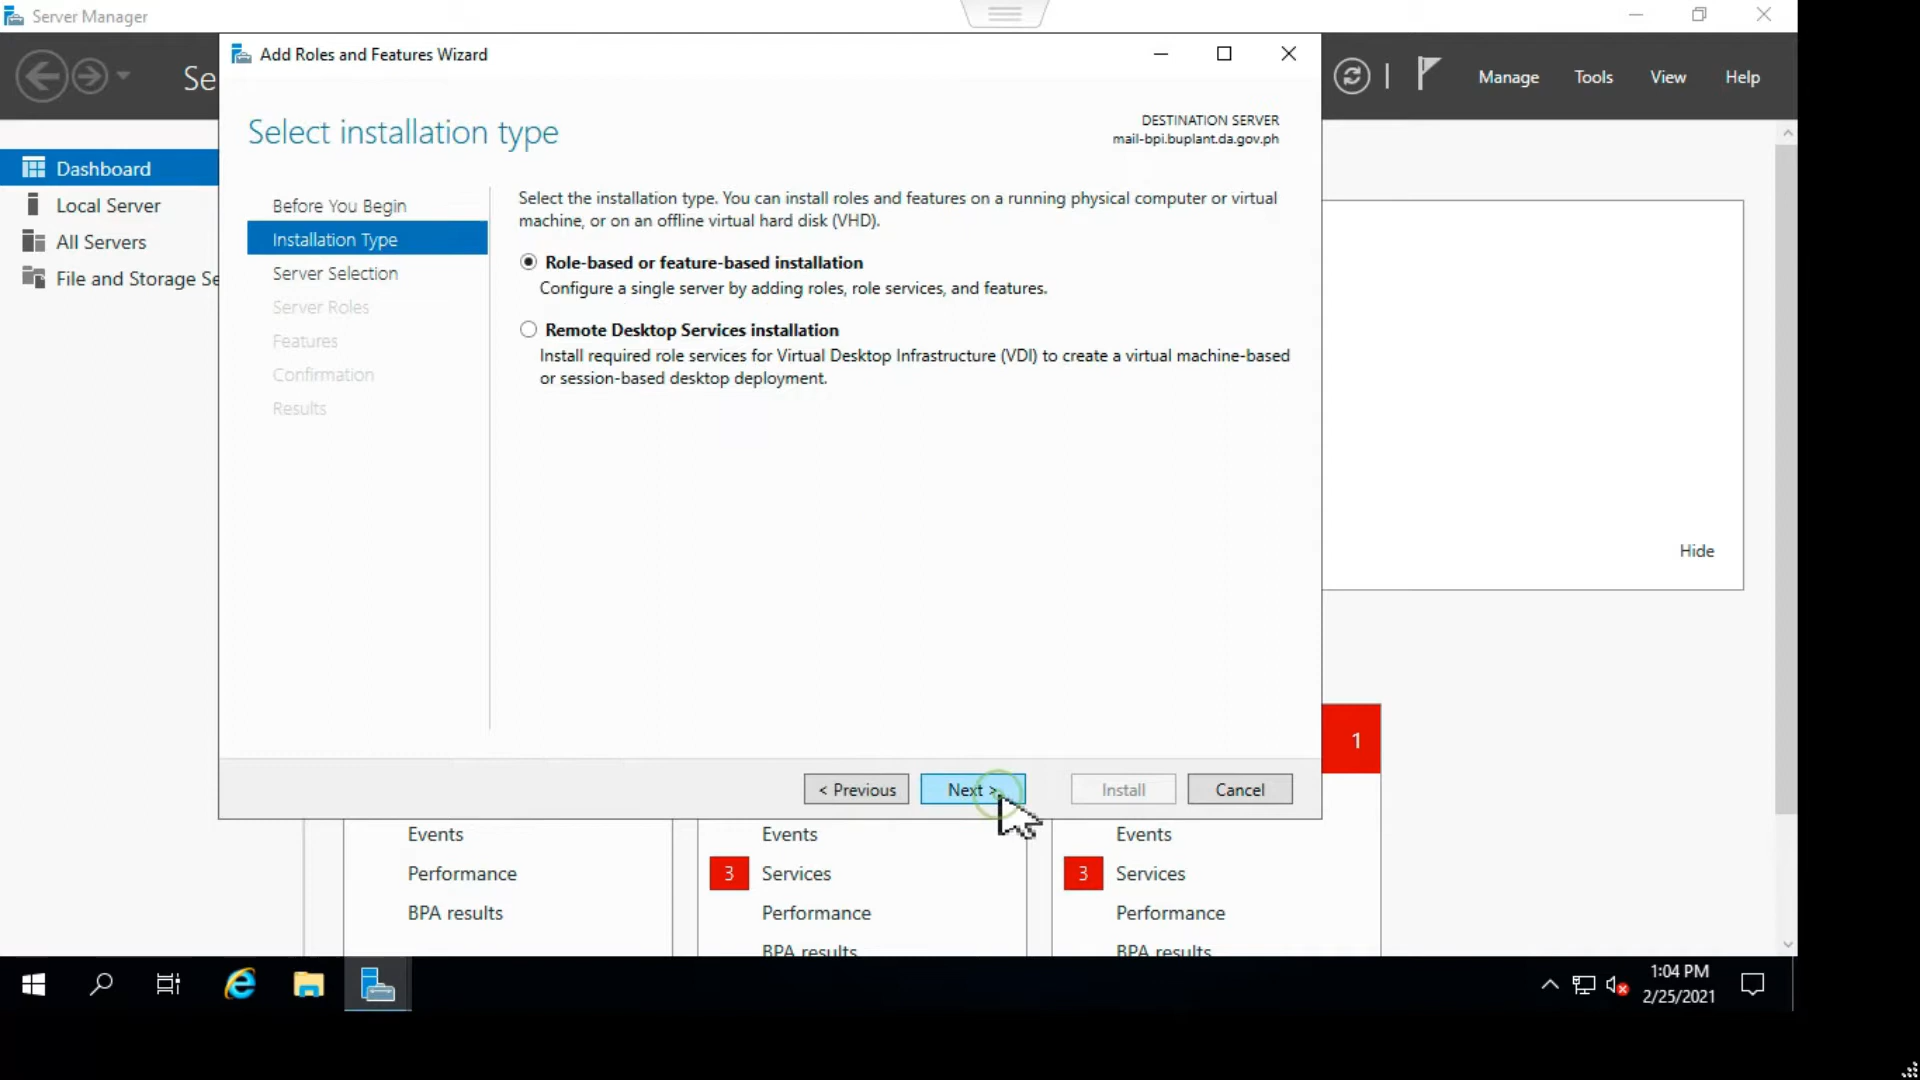 Server Manager
Add Roles and Features Wizard
Se
Manage
Tools
View
Help
Select installation type
DESTINATION SERVER
mail-bpi.buplant.da.gov.ph
Dashboard
Local Server
All Servers
File and Storage Se
Before You Begin
Installation Type
Server Selection
Server Roles
Features
Confirmation
Results
Select the installation type. You can install roles and features on a running physical computer or virtual
machine, or on an offline virtual hard disk (VHD).
Role-based or feature-based installation
Configure a single server by adding roles, role services, and features.
Remote Desktop Services installation
Install required role services for Virtual Desktop Infrastructure (VDI) to create a virtual machine-based
or session-based desktop deployment.
Hide
1
< Previous
Next >
Install
Cancel
Events
Performance
BPA results
Events
3 Services
Performance
BPA results
Events
3 Services
Performance
BPA results
1:04 PM
2/25/2021